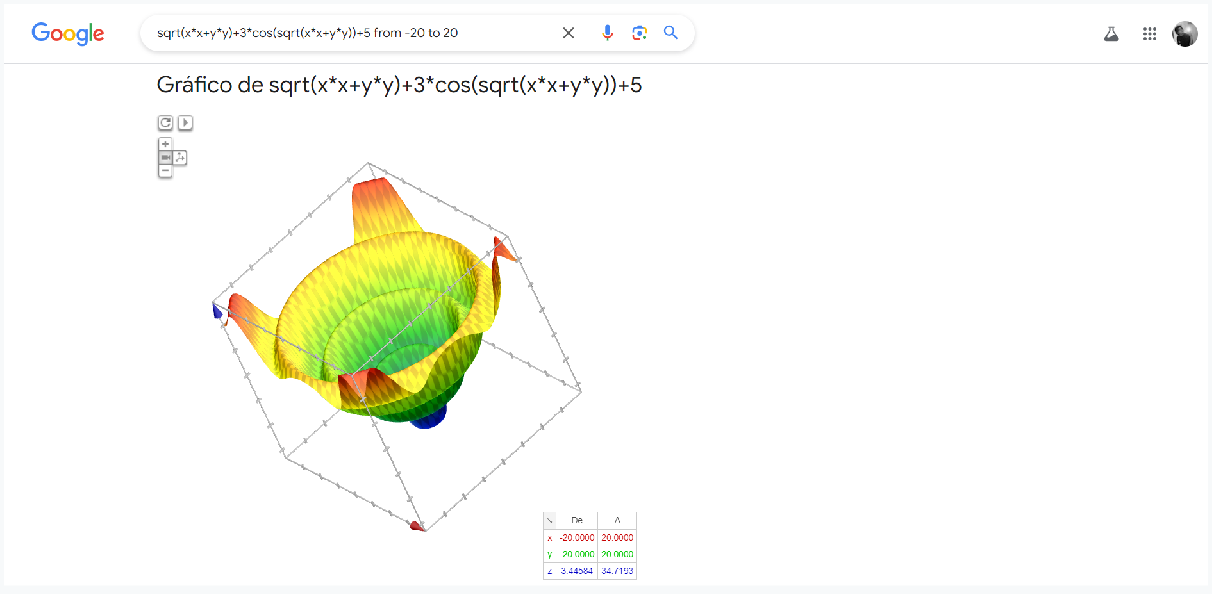 Google
sqrt(x*x+y*y)+3*cos(sqrt(x*x+y*y))+5 from -20 to 20
Gráfico de sqrt(x*x+y*y)+3*cos(sqrt(x*x+y*y))+5
De A
x -20.0000 20.0000
y -20.0000 20.0000
z 3.44584 34.7193